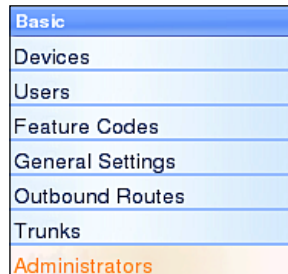 Basic
Devices
Users
Feature Codes
General Settings
Outbound Routes
Trunks
Administrators